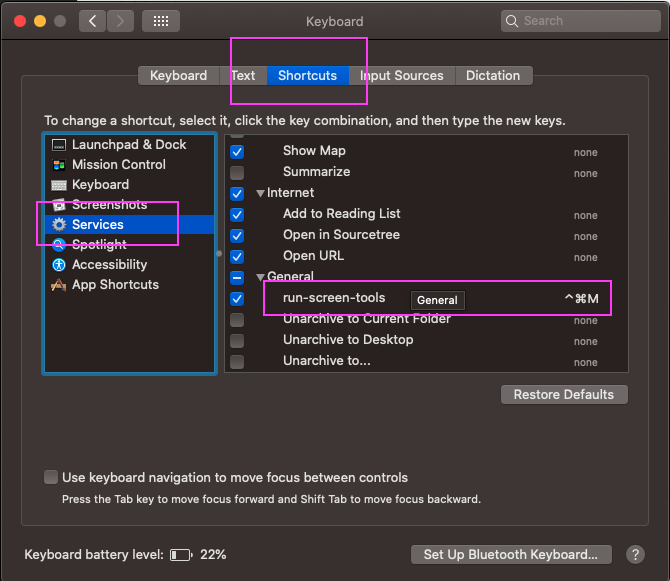 Keyboard
Search
Keyboard Text Shortcuts Input Sources Dictation
To change a shortcut, select it, click the key combination, and then type the new keys.
Launchpad & Dock
Mission Control
Keyboard
Screenshots
Services
Spotlight
Accessibility
App Shortcuts
Show Map none
Summarize none
Internet
Add to Reading List none
Open in Sourcetree none
Open URL none
General
run-screen-tools General ^⌘M
Unarchive to Current Folder none
Unarchive to Desktop none
Unarchive to... none
Restore Defaults
Use keyboard navigation to move focus between controls
Press the Tab key to move focus forward and Shift Tab to move focus backward.
Keyboard battery level: 22%
Set Up Bluetooth Keyboard...
?